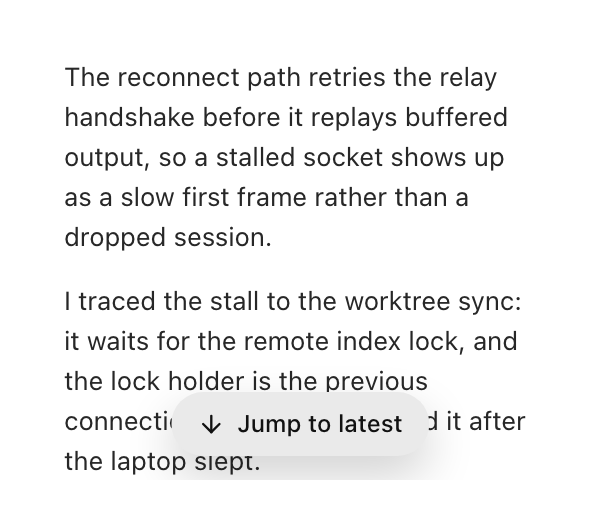 The reconnect path retries the relay
handshake before it replays buffered
output, so a stalled socket shows up
as a slow first frame rather than a
dropped session.
I traced the stall to the worktree sync:
it waits for the remote index lock, and
the lock holder is the previous
it after
Jump to latest
the laptop slept.